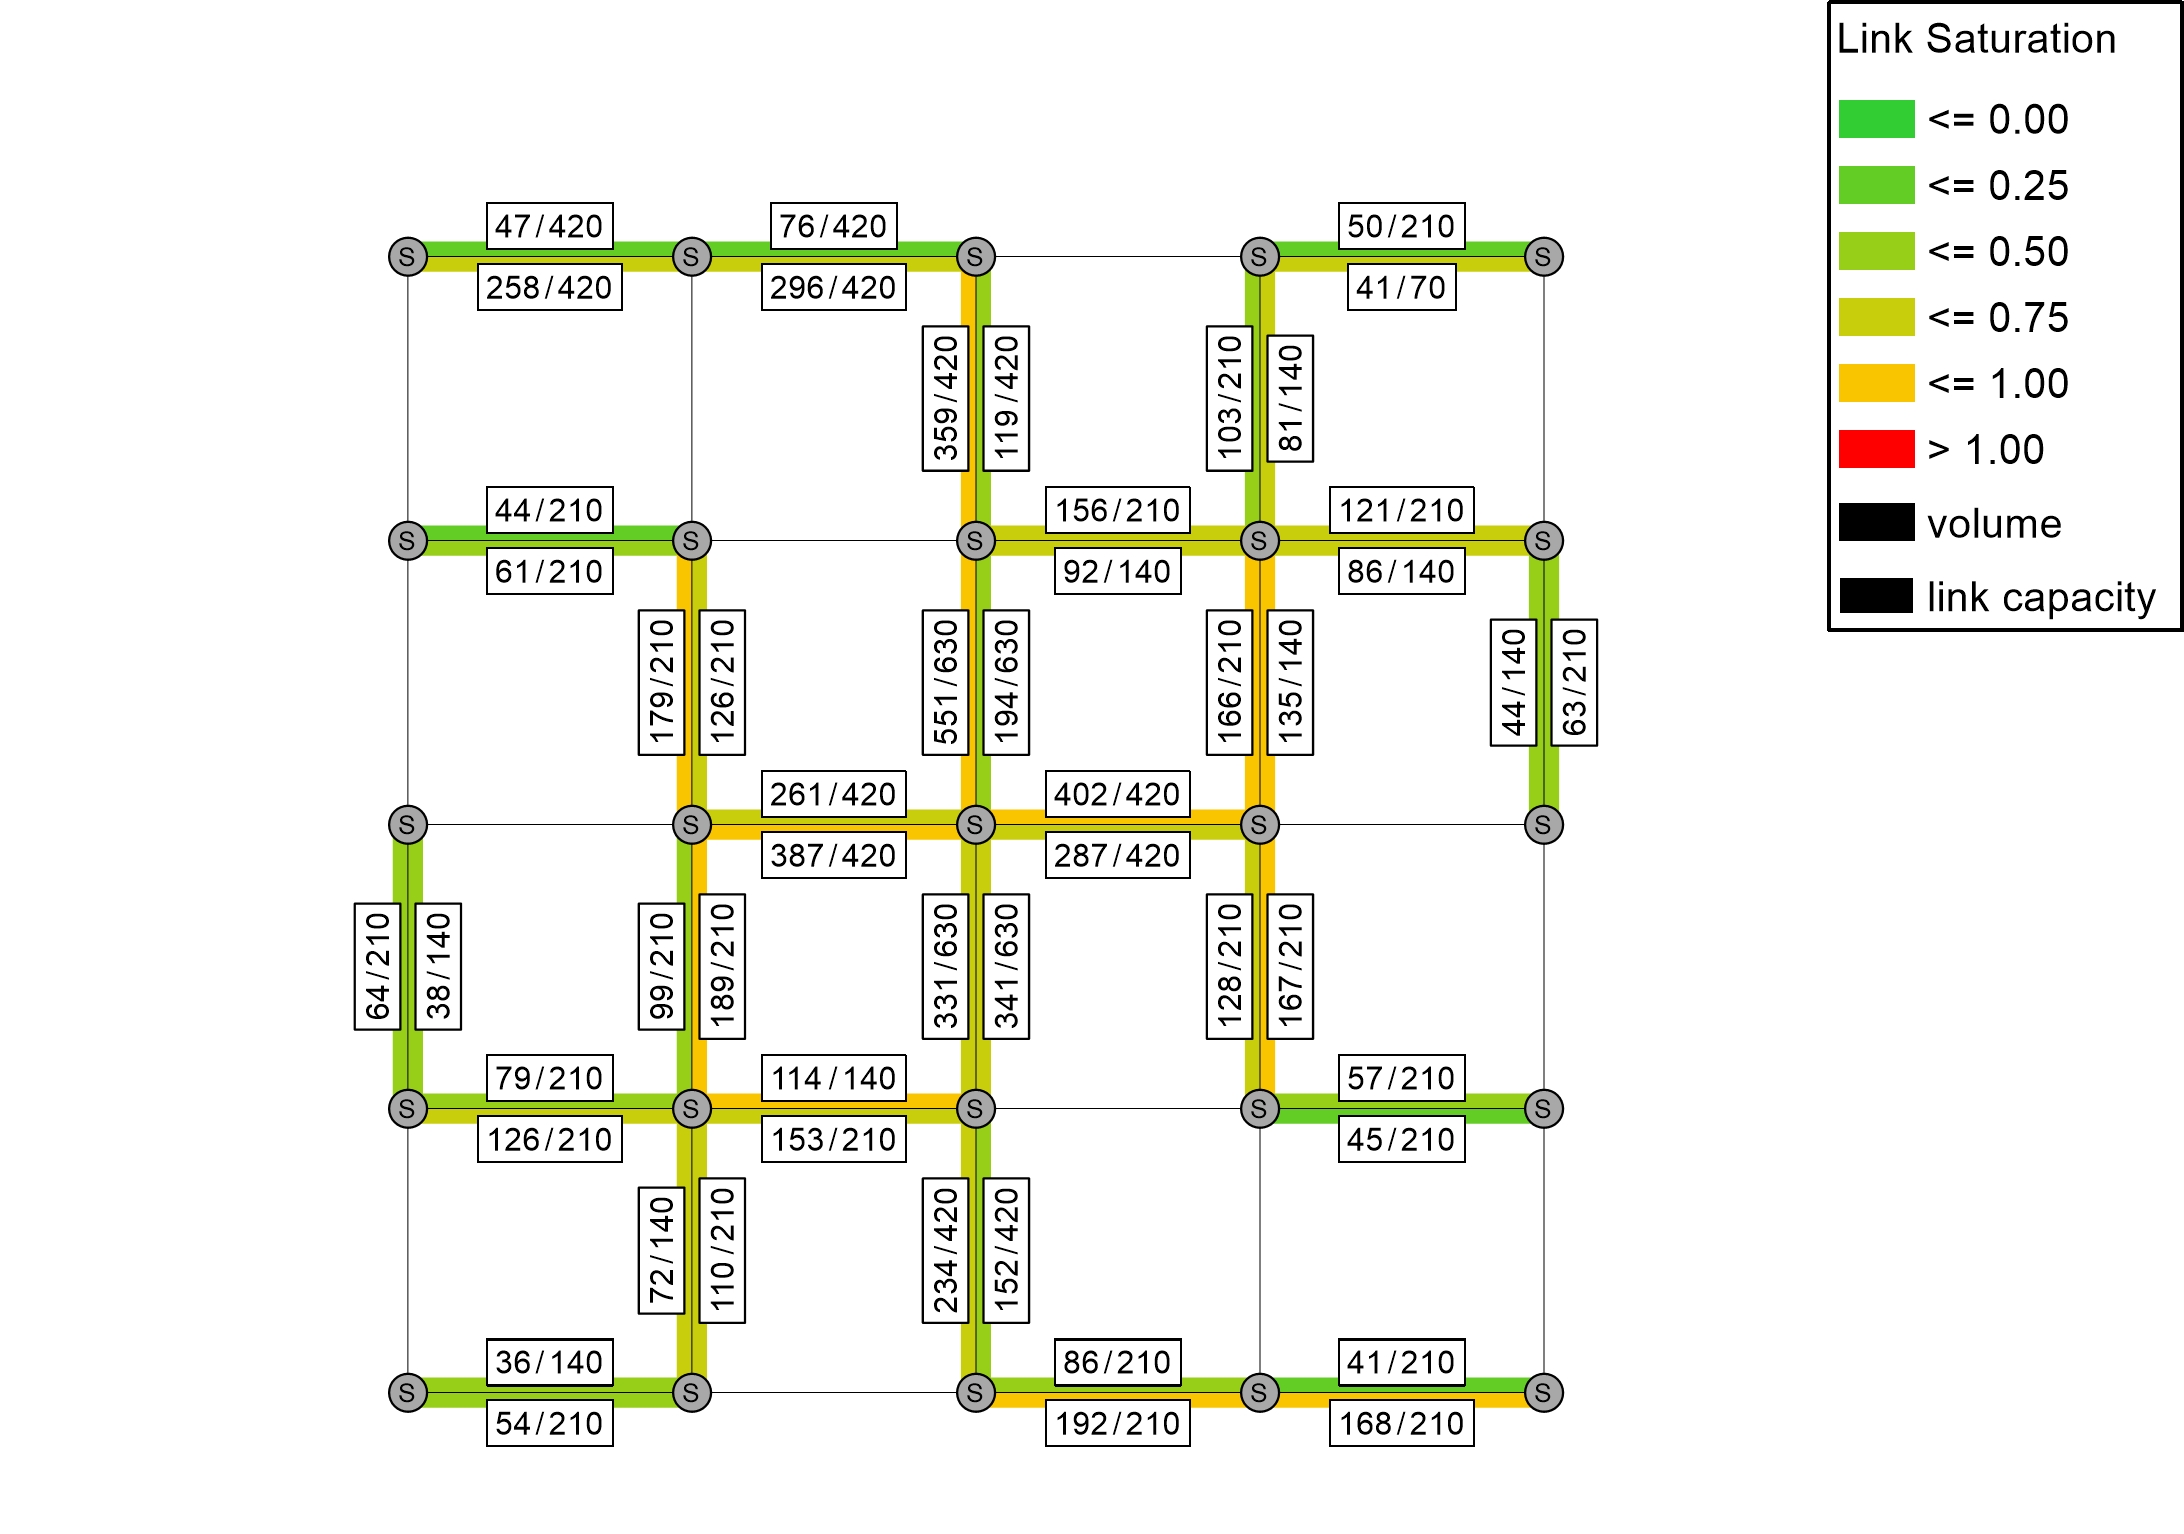 Link Saturation
<= 0.00
<= 0.25
<= 0.50
<= 0.75
<= 1.00
> 1.00
volume
link capacity
47/420
76/420
50/210
S
S
S
S
S
258/420
296/420
41/70
359/420
119/420
103/210
81/140
44/210
156/210
121/210
S
S
S
S
S
61/210
92/140
86/140
179/210
126/210
551/630
194/630
166/210
135/140
44/140
63/210
261/420
402/420
S
S
S
S
S
387/420
287/420
64/210
38/140
99/210
189/210
331/630
341/630
128/210
167/210
79/210
114/140
57/210
S
S
S
S
S
126/210
153/210
45/210
72/140
110/210
234/420
152/420
36/140
86/210
41/210
S
S
S
S
S
54/210
192/210
168/210